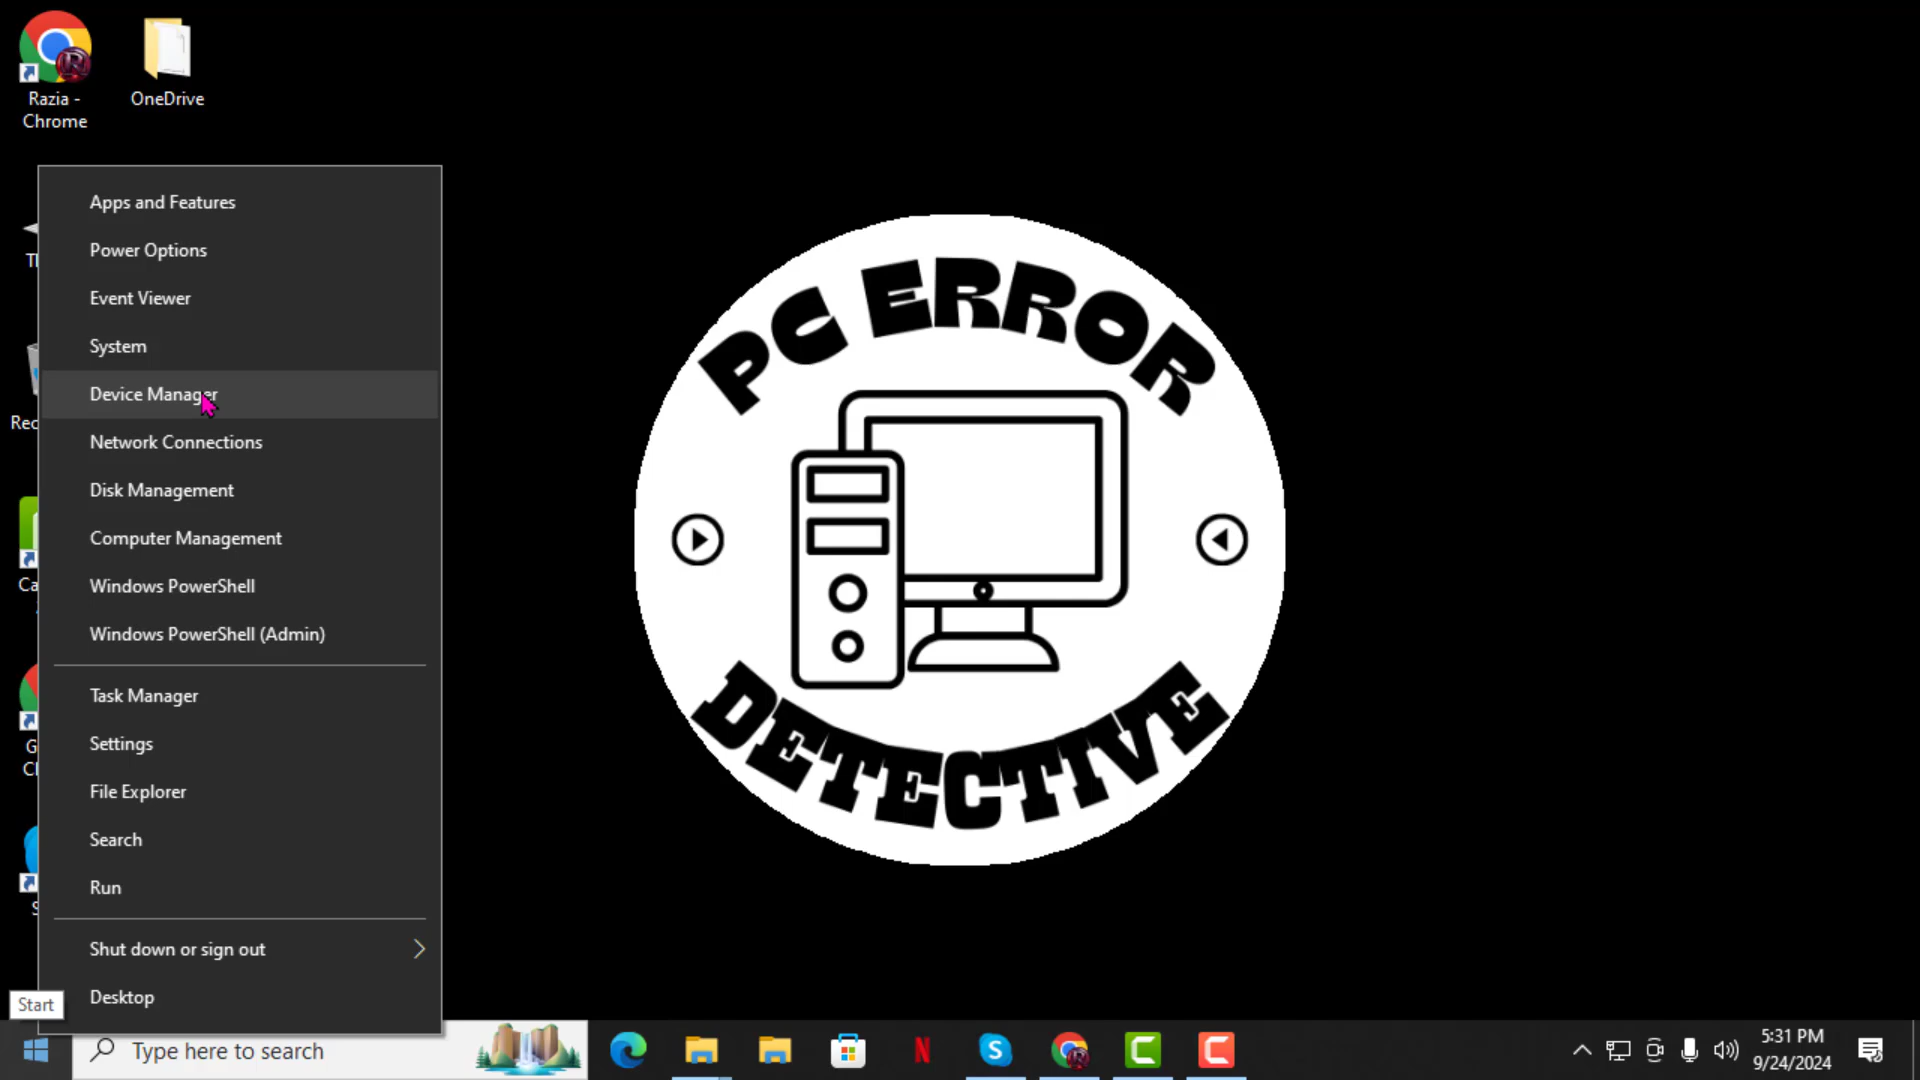 Razia -
Chrome
OneDrive
Apps and Features
Power Options
Event Viewer
System
Device Manager
Network Connections
Disk Management
Computer Management
Windows PowerShell
Windows PowerShell (Admin)
Task Manager
Settings
File Explorer
Search
Run
Shut down or sign out
Desktop
Start
PC ERROR
DETECTIVE
Type here to search
5:31 PM
9/24/2024